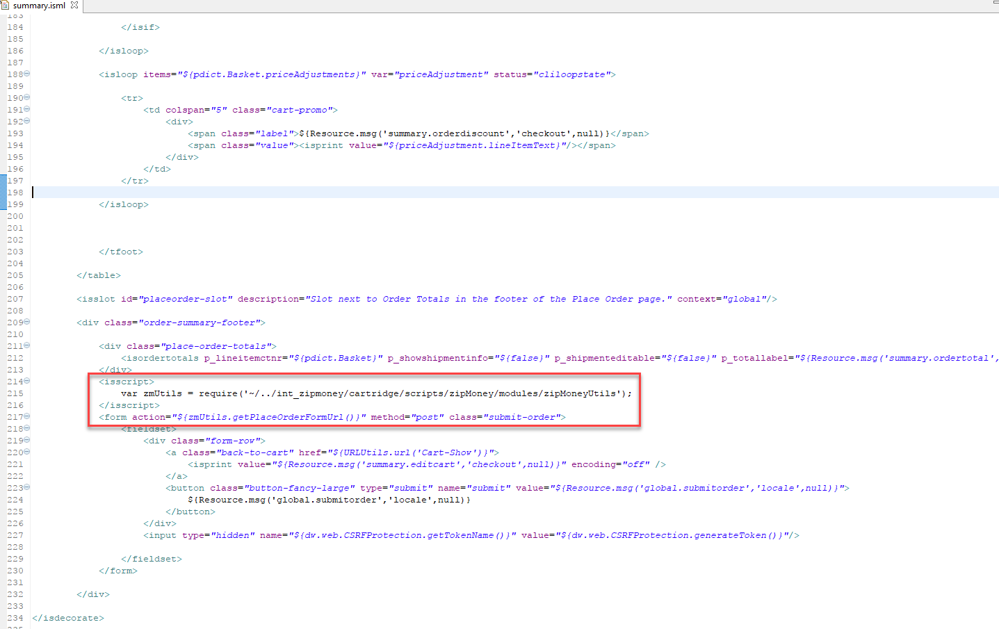 summary.isml
183
184 </isif>
185
186 </isloop>
187
188 <isloop items="${pdict.Basket.priceAdjustments}" var="priceAdjustment" status="cliloopstate">
189
190 <tr>
191 <td colspan="5" class="cart-promo">
192 <div>
193 <span class="label">${Resource.msg('summary.orderdiscount','checkout',null)}</span>
194 <span class="value"><isprint value="${priceAdjustment.lineItemText}"/></span>
195 </div>
196 </td>
197 </tr>
198
199 </isloop>
200
201
202
203 </tfoot>
204
205 </table>
206
207 <isslot id="placeorder-slot" description="Slot next to Order Totals in the footer of the Place Order page." context="global"/>
208
209 <div class="order-summary-footer">
210
211 <div class="place-order-totals">
212 <isordertotals p_lineitemctnr="${pdict.Basket}" p_showshipmentinfo="${false}" p_shipmenteditable="${false}" p_totallabel="${Resource.msg('summary.ordertotal',
213 </div>
214 <isscript>
215 var zmUtils = require('~/../int_zipmoney/cartridge/scripts/zipMoney/modules/zipMoneyUtils');
216 </isscript>
217 <form action="${zmUtils.getPlaceOrderFormUrl()}" method="post" class="submit-order">
218 <fieldset>
219 <div class="form-row">
220 <a class="back-to-cart" href="${URLUtils.url('Cart-Show')}">
221 <isprint value="${Resource.msg('summary.editcart','checkout',null)}" encoding="off" />
222 </a>
223 <button class="button-fancy-large" type="submit" name="submit" value="${Resource.msg('global.submitorder','locale',null)}">
224 ${Resource.msg('global.submitorder','locale',null)}
225 </button>
226 </div>
227 <input type="hidden" name="${dw.web.CSRFProtection.getTokenName()}" value="${dw.web.CSRFProtection.generateToken()}"/>
228
229 </fieldset>
230 </form>
231
232 </div>
233
234 </isdecorate>